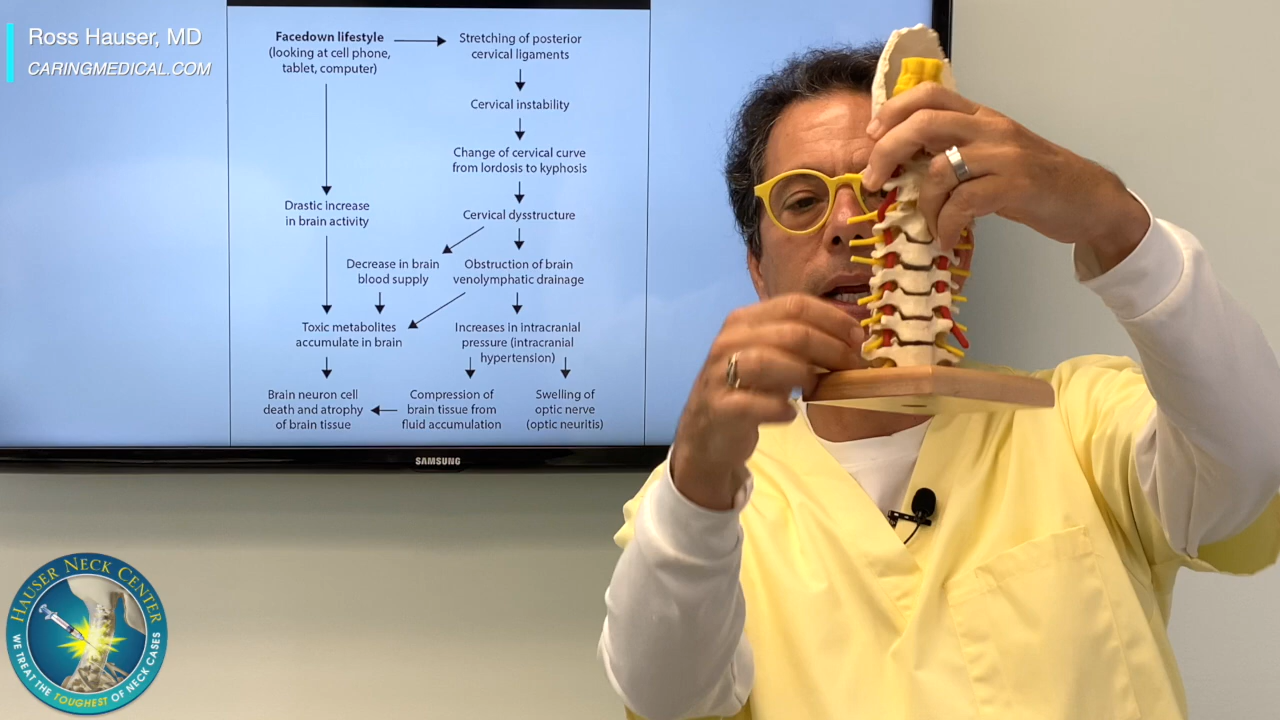 Ross Hauser, MD
CARINGMEDICAL.COM
Facedown lifestyle
(looking at cell phone,
tablet, computer)
Stretching of posterior
cervical ligaments
Cervical instability
Change of cervical curve
from lordosis to kyphosis
Drastic increase
in brain activity
Cervical dysstructure
Decrease in brain
blood supply
Obstruction of brain
venolymphatic drainage
Toxic metabolites
accumulate in brain
Increases in intracranial
pressure (intracranial
hypertension)
Brain neuron cell
death and atrophy
of brain tissue
Compression of
brain tissue from
fluid accumulation
Swelling of
optic nerve
(optic neuritis)
SAMSUNG
HAUSER NECK CENTER
WE TREAT THE TOUGHEST OF NECK CASES